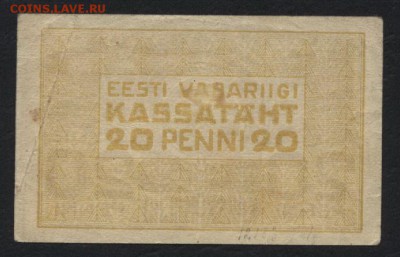 COINS.LAVE.RU
EESTI VABARIIGI
KASSATÄHT
20 PENNI 20